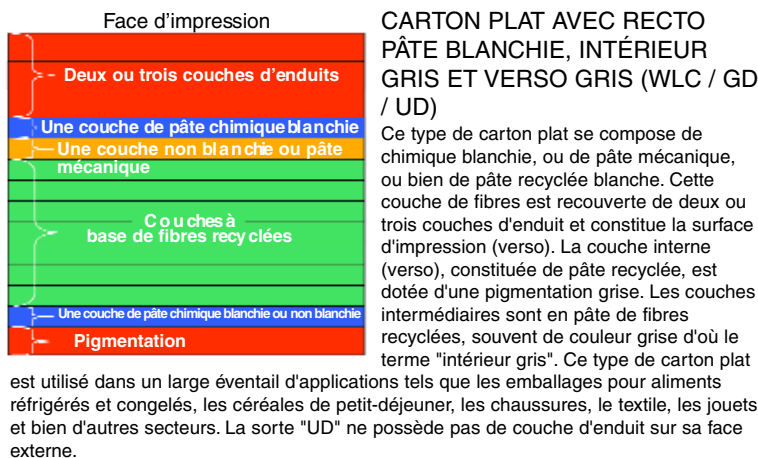 Face d'impression
Deux ou trois couches d'enduits
Une couche de pâte chimique blanchie
Une couche non blanchie ou pâte
mécanique
Couches à
base de fibres recyclées
Une couche de pâte chimique blanchie ou non blanchie
Pigmentation
CARTON PLAT AVEC RECTO
PÂTE BLANCHIE, INTÉRIEUR
GRIS ET VERSO GRIS (WLC / GD
/ UD)
Ce type de carton plat se compose de
chimique blanchie, ou de pâte mécanique,
ou bien de pâte recyclée blanche. Cette
couche de fibres est recouverte de deux ou
trois couches d'enduit et constitue la surface
d'impression (verso). La couche interne
(verso), constituée de pâte recyclée, est
dotée d'une pigmentation grise. Les couches
intermédiaires sont en pâte de fibres
recyclées, souvent de couleur grise d'où le
terme "intérieur gris". Ce type de carton plat
est utilisé dans un large éventail d'applications tels que les emballages pour aliments
réfrigérés et congelés, les céréales de petit-déjeuner, les chaussures, le textile, les jouets
et bien d'autres secteurs. La sorte "UD" ne possède pas de couche d'enduit sur sa face
externe.